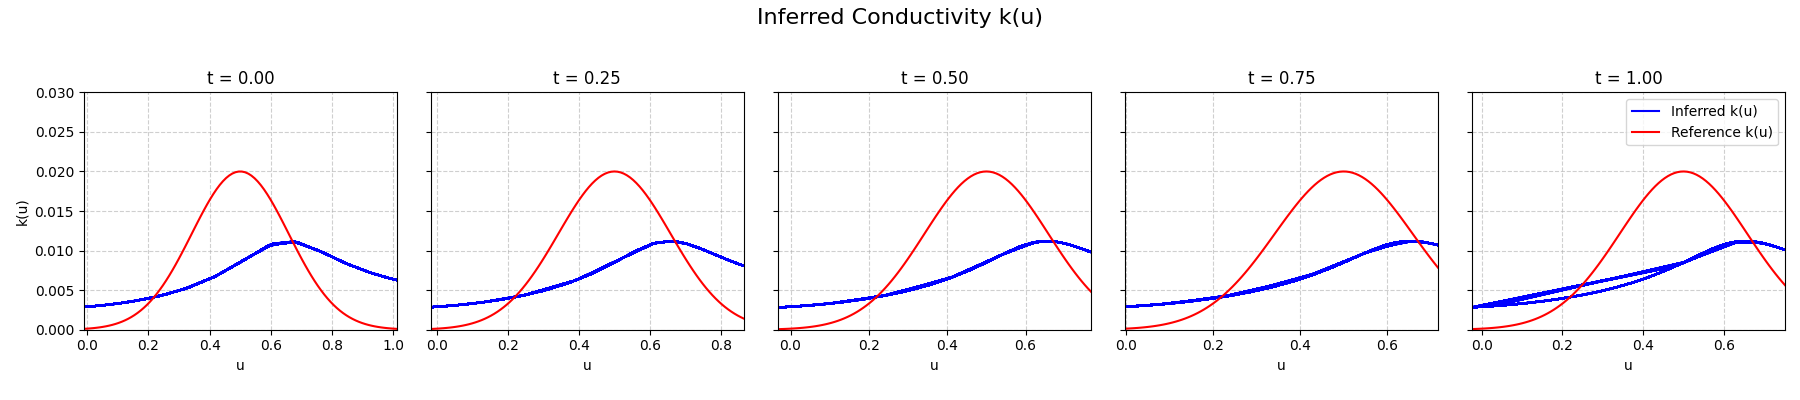 Inferred Conductivity k(u)
t = 0.00
t = 0.25
t = 0.50
t = 0.75
t = 1.00
k(u)
0.030
0.025
0.020
0.015
0.010
0.005
0.000
Inferred k(u)
Reference k(u)
0.0 0.2 0.4 0.6 0.8 1.0
0.0 0.2 0.4 0.6 0.8
0.0 0.2 0.4 0.6
0.0 0.2 0.4 0.6
0.0 0.2 0.4 0.6
u
u
u
u
u